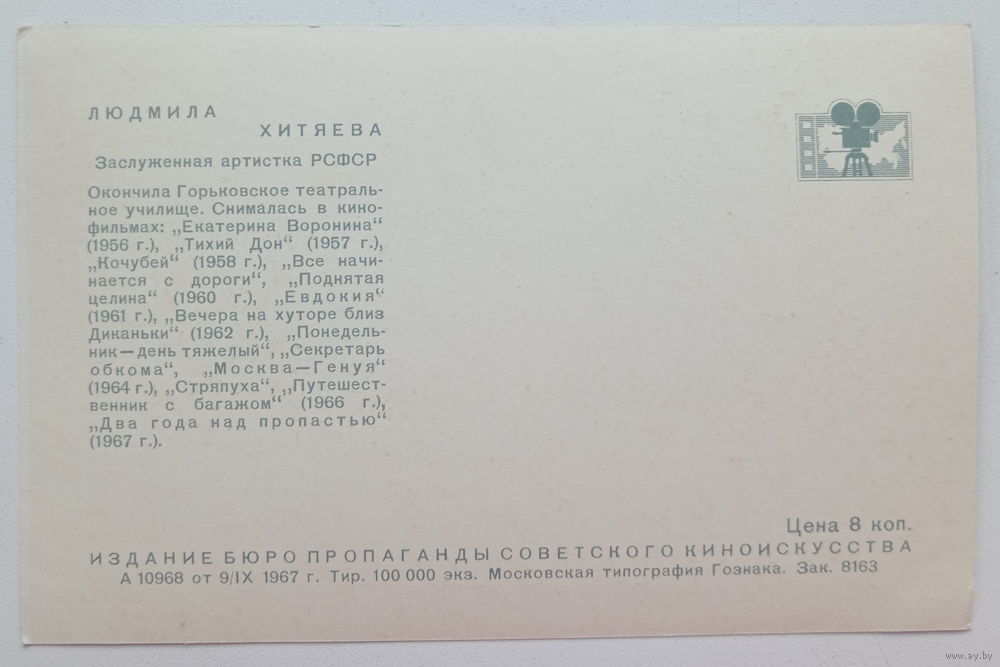 ЛЮДМИЛА
ХИТЯЕВА
Заслуженная артистка РСФСР
Окончила Горьковское театраль-
ное училище. Снималась в кино-
фильмах: „Екатерина Воронина“
(1956 г.), „Тихий Дон“ (1957 г.),
„Кочубей“ (1958 г.), „Все начи-
нается с дороги“, „Поднятая
целина“ (1960 г.), „Евдокия“
(1961 г.), „Вечера на хуторе близ
Диканьки“ (1962 г.), „Понедель-
ник—день тяжелый“, „Секретарь
обкома“, „Москва—Генуя“
(1964 г.), „Стряпуха“, „Путешест-
венник с багажом“ (1966 г.),
„Два года над пропастью“
(1967 г.).
Цена 8 коп.
ИЗДАНИЕ БЮРО ПРОПАГАНДЫ СОВЕТСКОГО КИНОИСКУССТВА
А 10968 от 9/IX 1967 г. Тир. 100 000 экз. Московская типография Гознака. Зак. 8163
www.ay.by